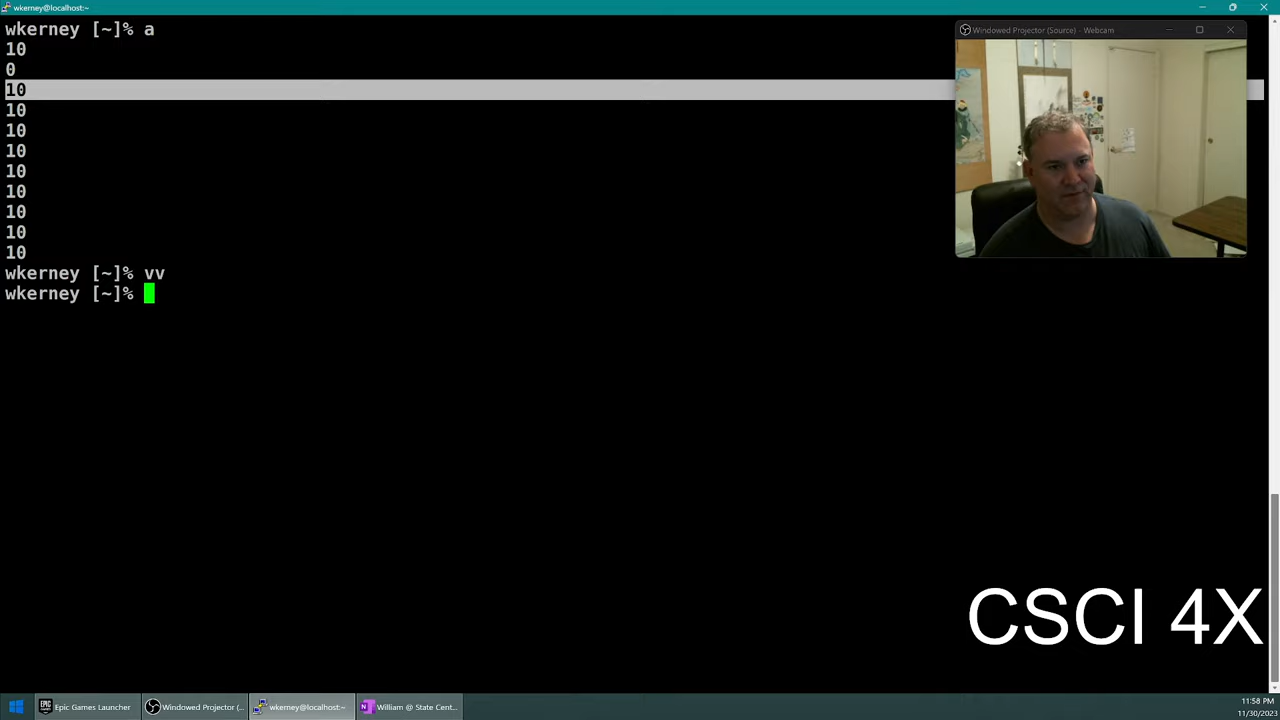 wkerney@localhost:~
wkerney [~]% a
10
0
10
10
10
10
10
10
10
10
10
wkerney [~]% vv
wkerney [~]%
Windowed Projector (Source) - Webcam
CSCI 4X
Epic Games Launcher
Windowed Projector (...
wkerney@localhost:~
William @ State Cent...
11:58 PM
11/30/2023